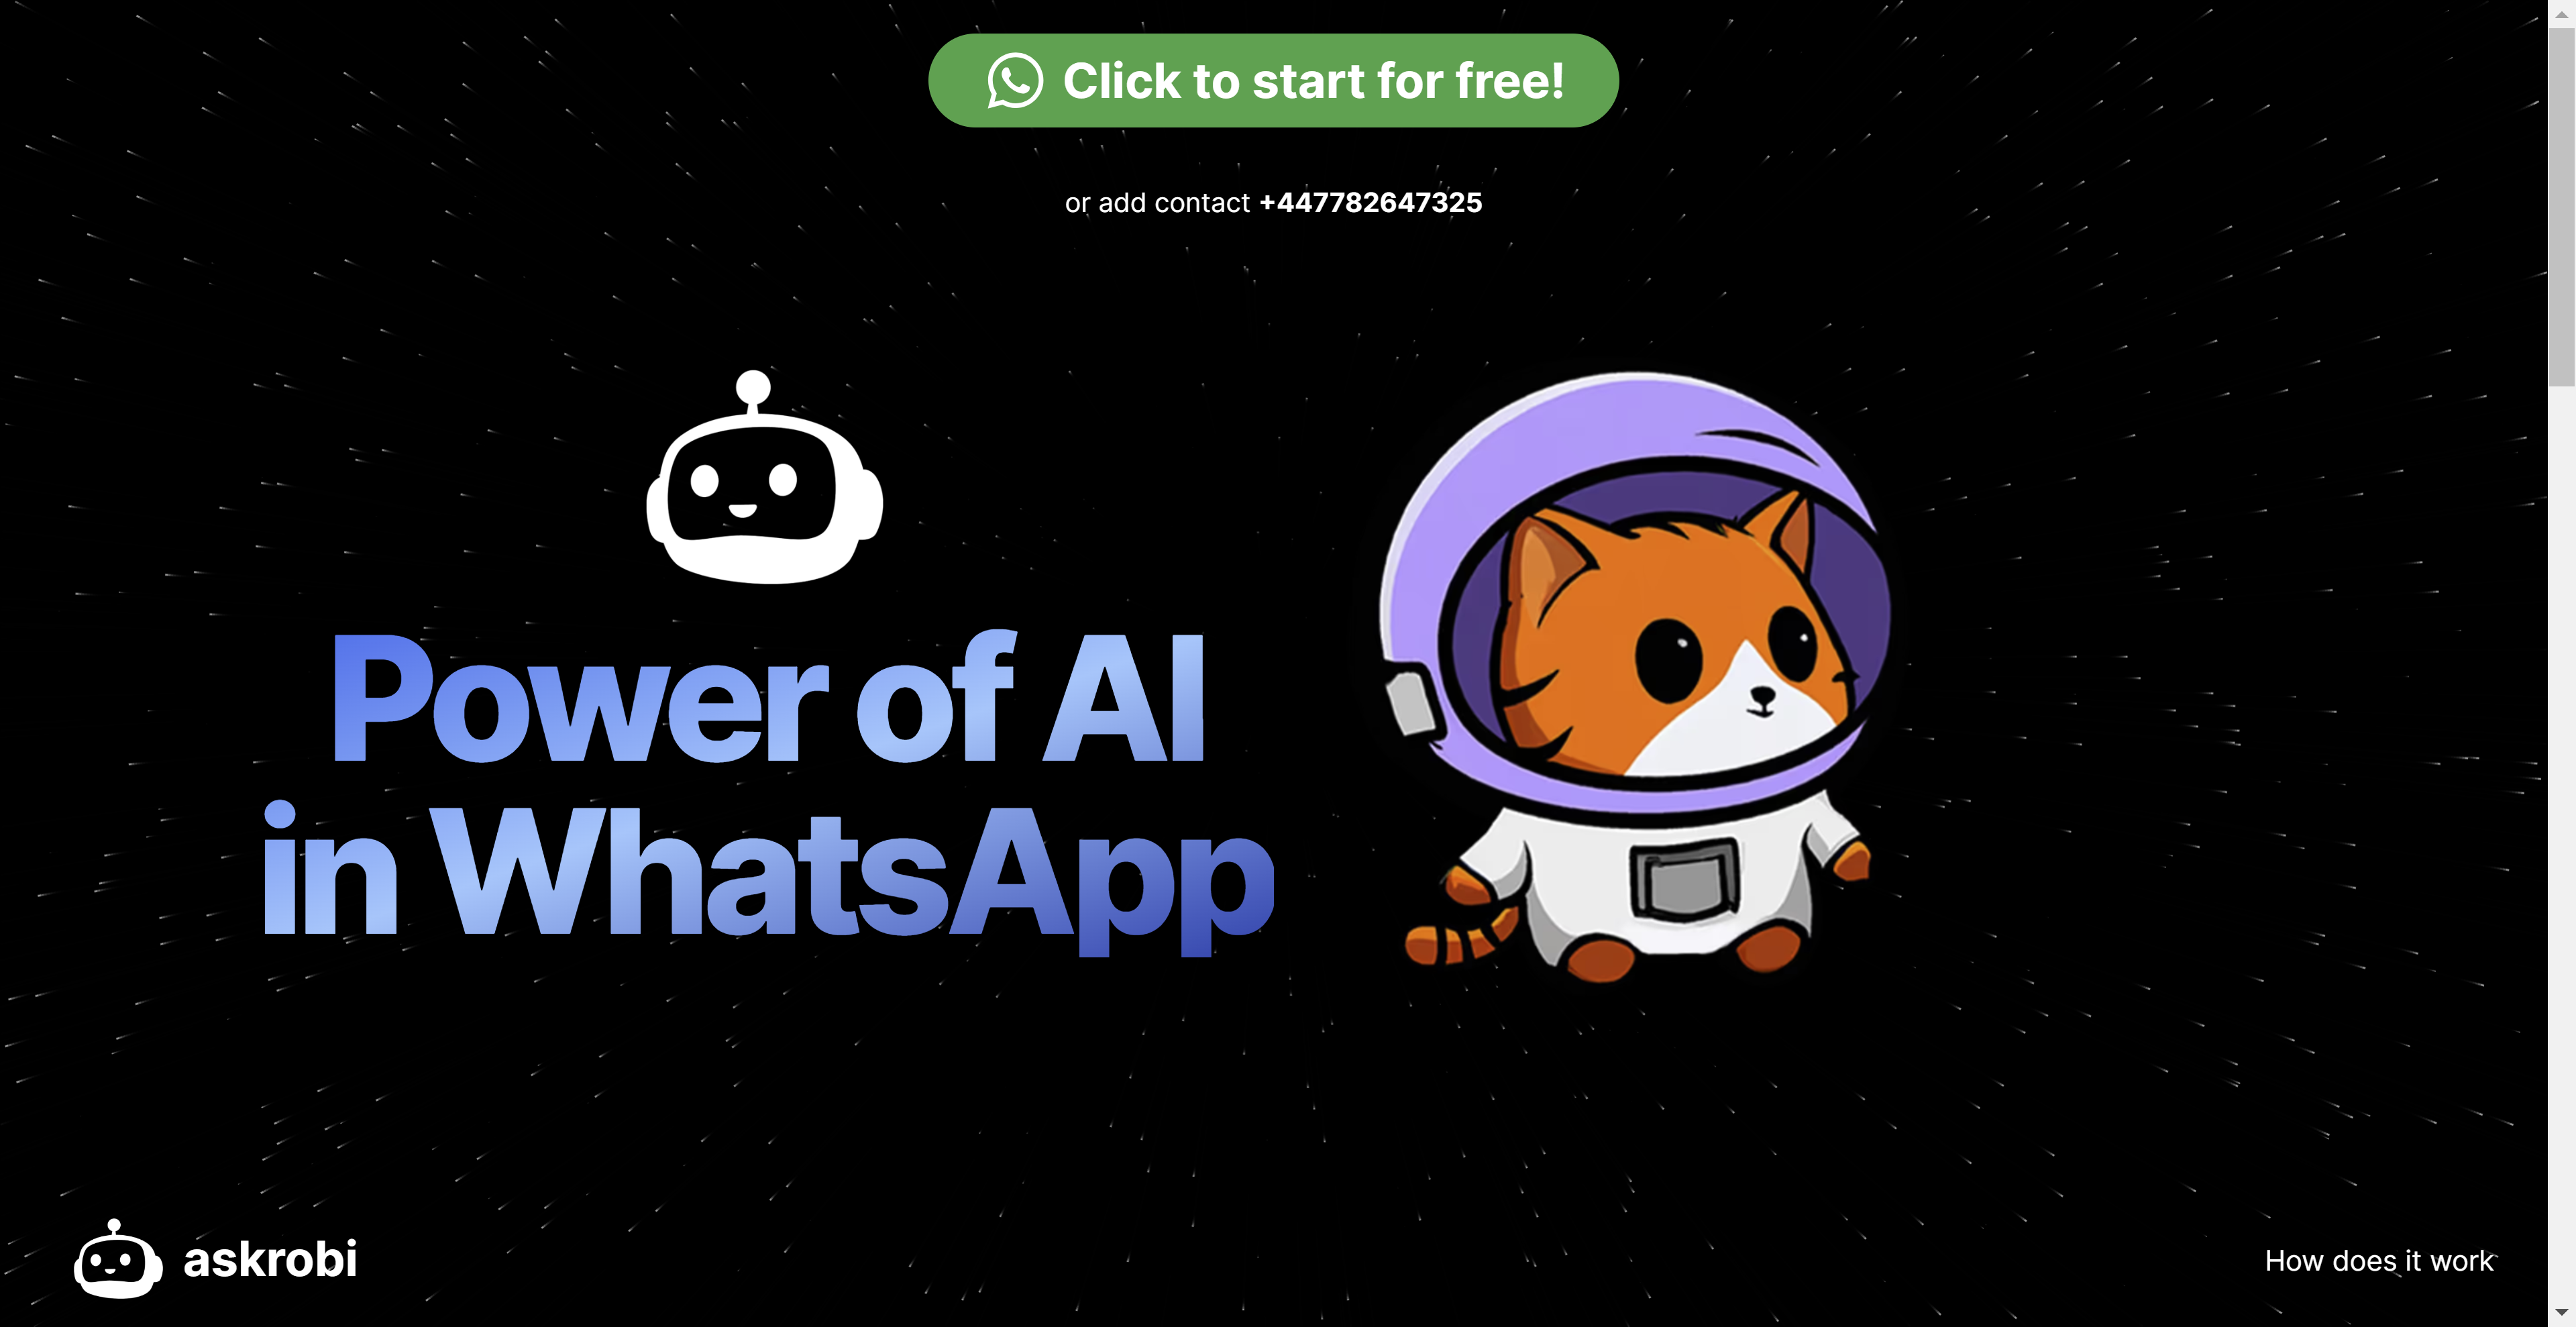 Click to start for free!
or add contact +447782647325
Power of AI
in WhatsApp
askrobi
How does it work